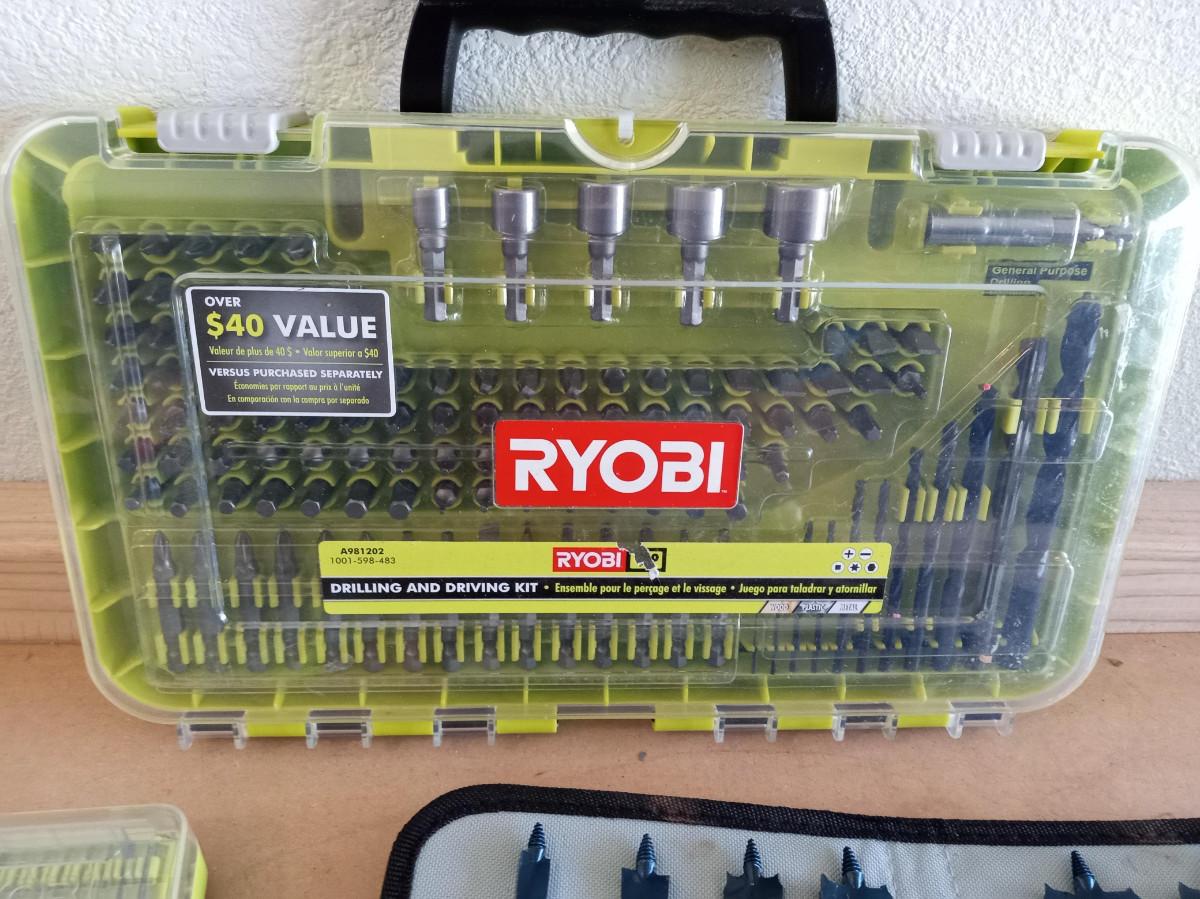 General Purpose
Drilling
OVER
$40 VALUE
Valeur de plus de 40 $ • Valor superior a $40
VERSUS PURCHASED SEPARATELY
Économies par rapport au prix à l'unité
En comparación con la compra por separado
RYOBI™
A981202
1001-598-483
RYOBI
DRILLING AND DRIVING KIT • Ensemble pour le perçage et le vissage • Juego para taladrar y atornillar
WOOD PLASTIC METAL